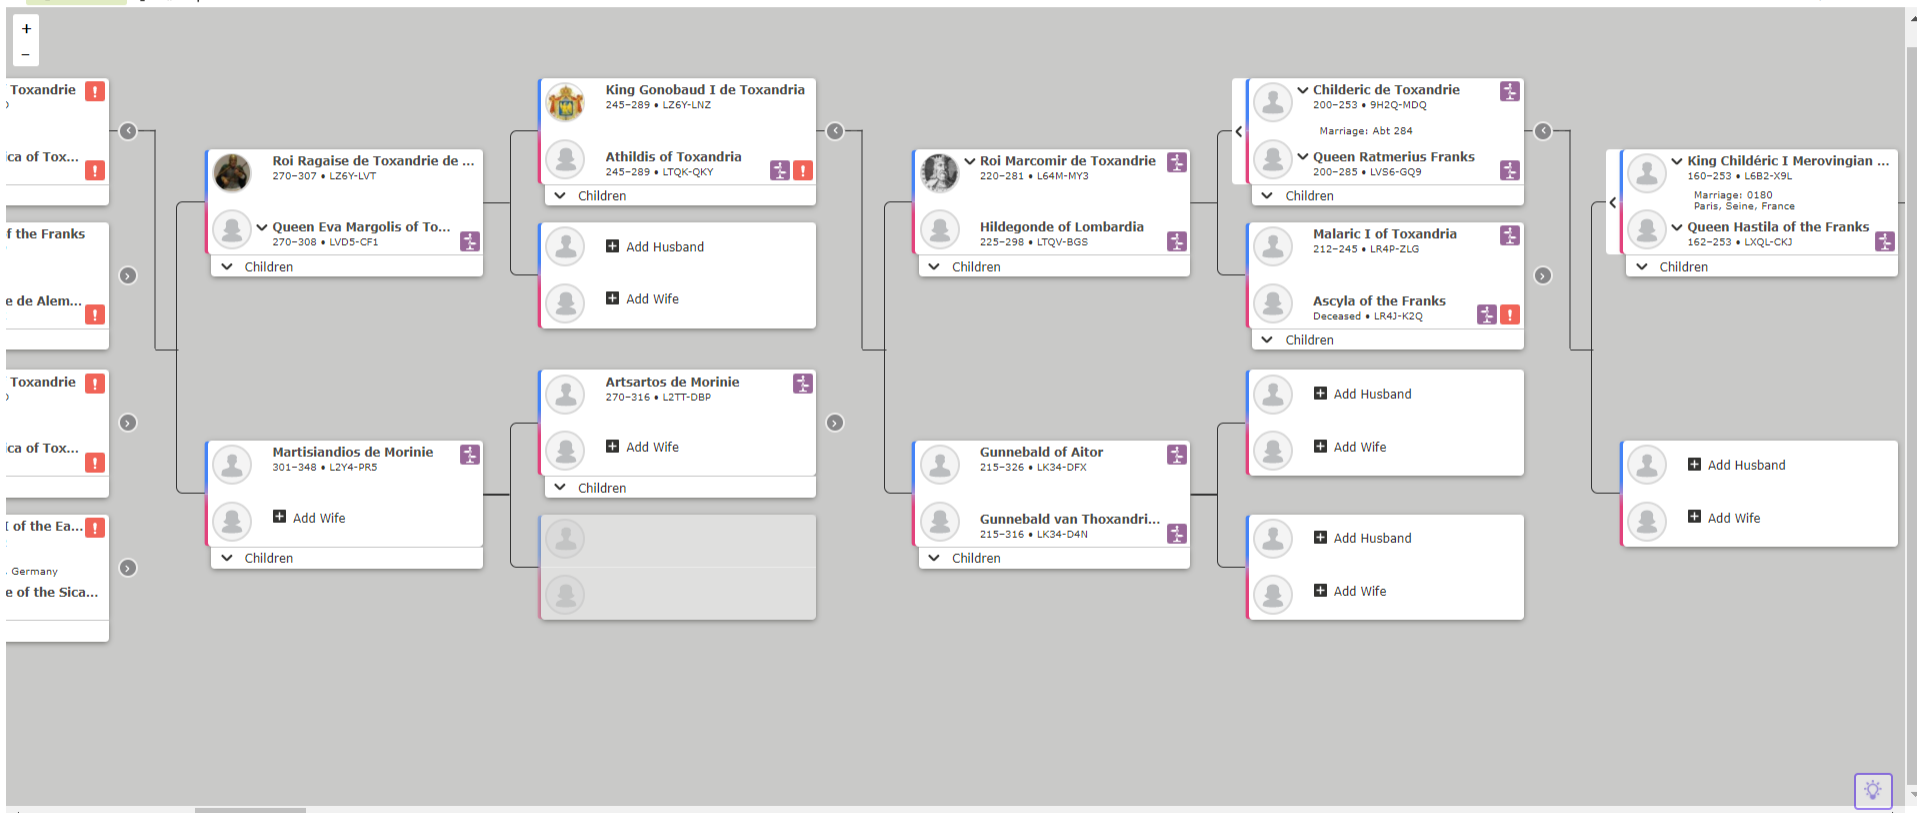 Toxandrie
ica of Tox...
f the Franks
e de Alem...
Toxandrie
ica of Tox...
I of the Ea...
Germany
e of the Sica...
Roi Ragaise de Toxandrie de ...
270–307 • LZ6Y-LVT
Queen Eva Margolis of To...
270–308 • LVD5-CF1
Children
Martisiandios de Morinie
301–348 • L2Y4-PR5
Add Wife
Children
King Gonobaud I de Toxandria
245–289 • LZ6Y-LNZ
Athildis of Toxandria
245–289 • LTQK-QKY
Children
Add Husband
Add Wife
Artsartos de Morinie
270–316 • L2TT-DBP
Add Wife
Children
Roi Marcomir de Toxandrie
220–281 • L64M-MY3
Hildegonde of Lombardia
225–298 • LTQV-BGS
Children
Gunnebald of Aitor
215–326 • LK34-DFX
Gunnebald van Thoxandri...
215–316 • LK34-D4N
Children
Childeric de Toxandrie
200–253 • 9H2Q-MDQ
Marriage: Abt 284
Queen Ratmerius Franks
200–285 • LVS6-GQ9
Children
Malaric I of Toxandria
212–245 • LR4P-ZLG
Ascyla of the Franks
Deceased • LR4J-K2Q
Children
Add Husband
Add Wife
Add Husband
Add Wife
King Childéric I Merovingian ...
160–253 • L6B2-X9L
Marriage: 0180
Paris, Seine, France
Queen Hastila of the Franks
162–253 • LXQL-CKJ
Children
Add Husband
Add Wife